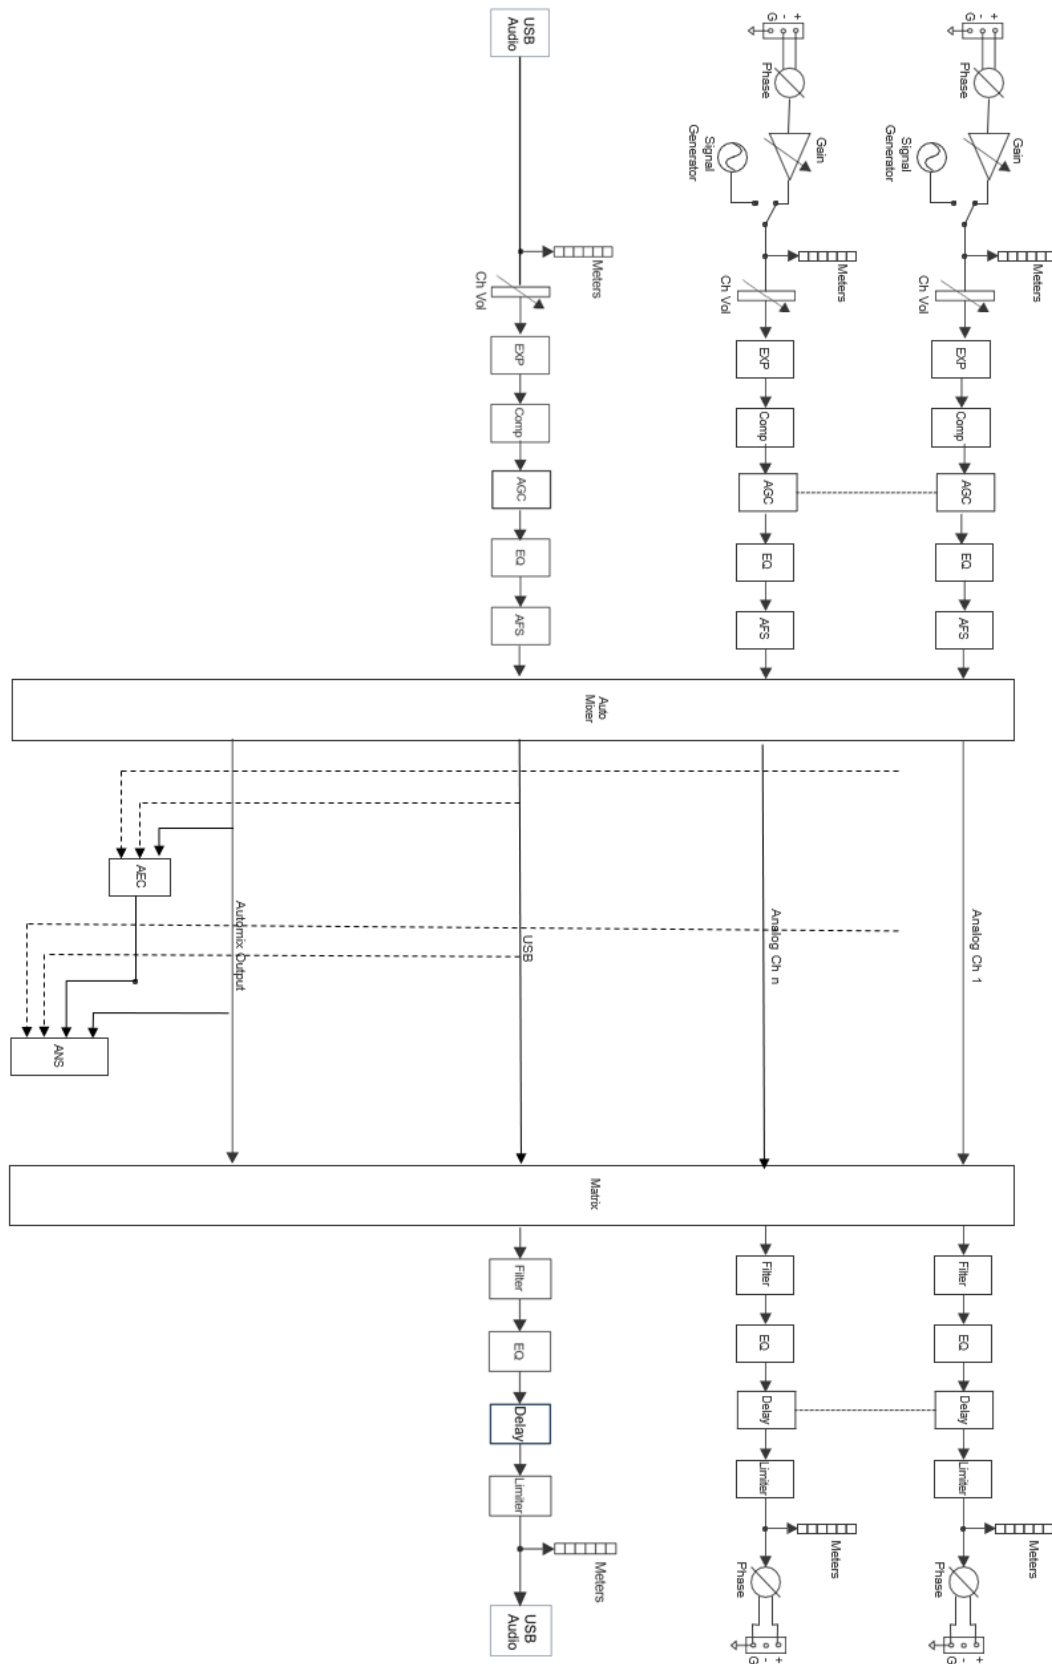 +
-
G
Phase
Gain
Signal
Generator
Meters
Ch Vol
EXP
Comp
AGC
EQ
AFS
Analog Ch 1
Filter
EQ
Delay
Limiter
Meters
Phase
+
-
G
+
-
G
Phase
Gain
Signal
Generator
Meters
Ch Vol
EXP
Comp
AGC
EQ
AFS
Analog Ch n
Filter
EQ
Delay
Limiter
Meters
Phase
+
-
G
Auto
Mixer
Matrix
USB
Audio
Meters
Ch Vol
EXP
Comp
AGC
EQ
AFS
USB
Filter
EQ
Delay
Limiter
Meters
USB
Audio
Automix Output
AEC
ANS